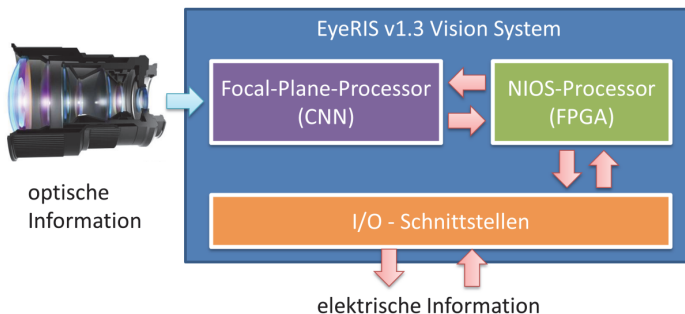 EyeRIS v1.3 Vision System
Focal-Plane-Processor
(CNN)
NIOS-Processor
(FPGA)
optische
Information
I/O - Schnittstellen
elektrische Information